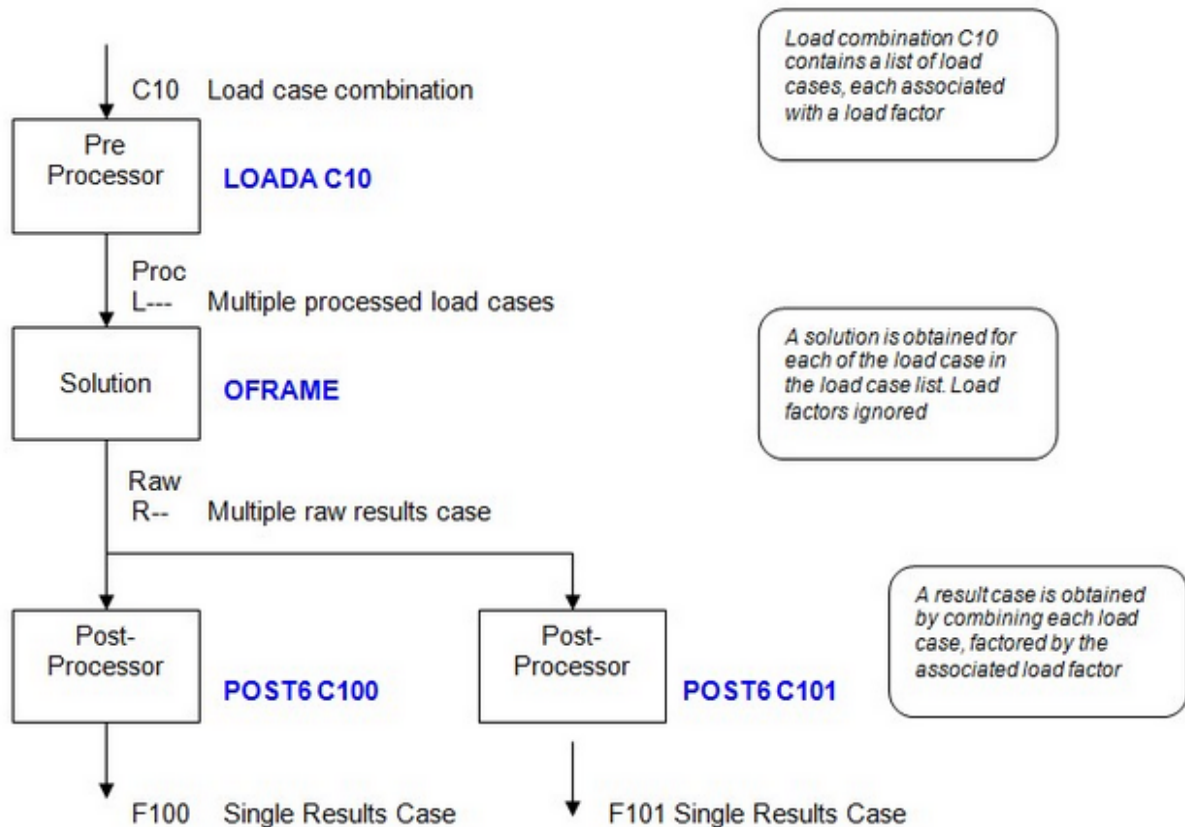 Load combination C10
contains a list of load
cases, each associated
with a load factor
C10 Load case combination
Pre
Processor
LOADA C10
Proc
L--- Multiple processed load cases
A solution is obtained for
each of the load case in
the load case list. Load
factors ignored
Solution
OFRAME
Raw
R-- Multiple raw results case
A result case is obtained
by combining each load
case, factored by the
associated load factor
Post-
Processor
POST6 C100
Post-
Processor
POST6 C101
F100 Single Results Case
F101 Single Results Case